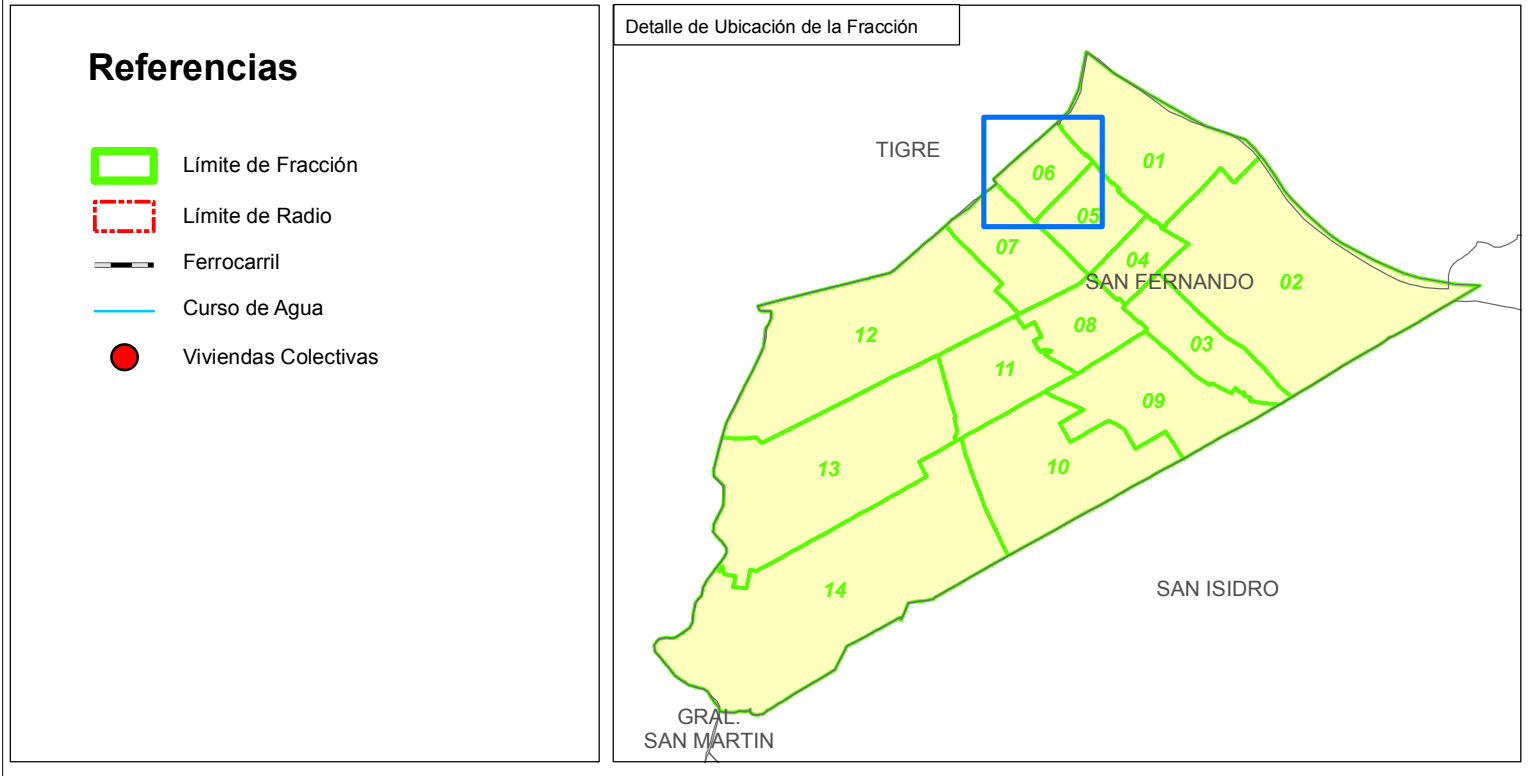 Referencias
Límite de Fracción
Límite de Radio
Ferrocarril
Curso de Agua
Viviendas Colectivas
Detalle de Ubicación de la Fracción
TIGRE
01
06
05
07
04
SAN FERNANDO
02
12
08
03
11
09
13
10
14
SAN ISIDRO
GRAL.
SAN MARTIN